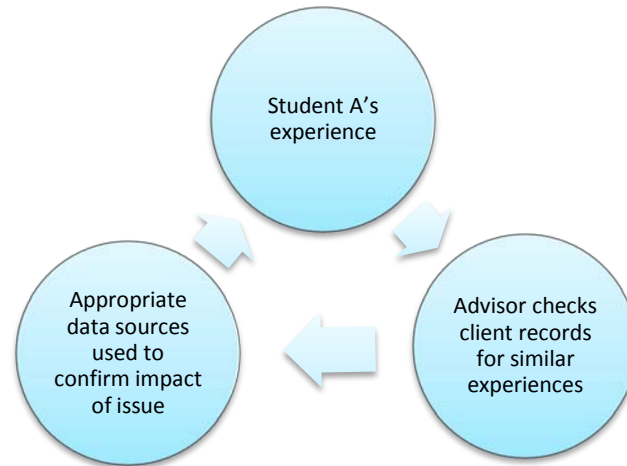 Student A’s
experience
Advisor checks
client records
for similar
experiences
Appropriate
data sources
used to
confirm impact
of issue